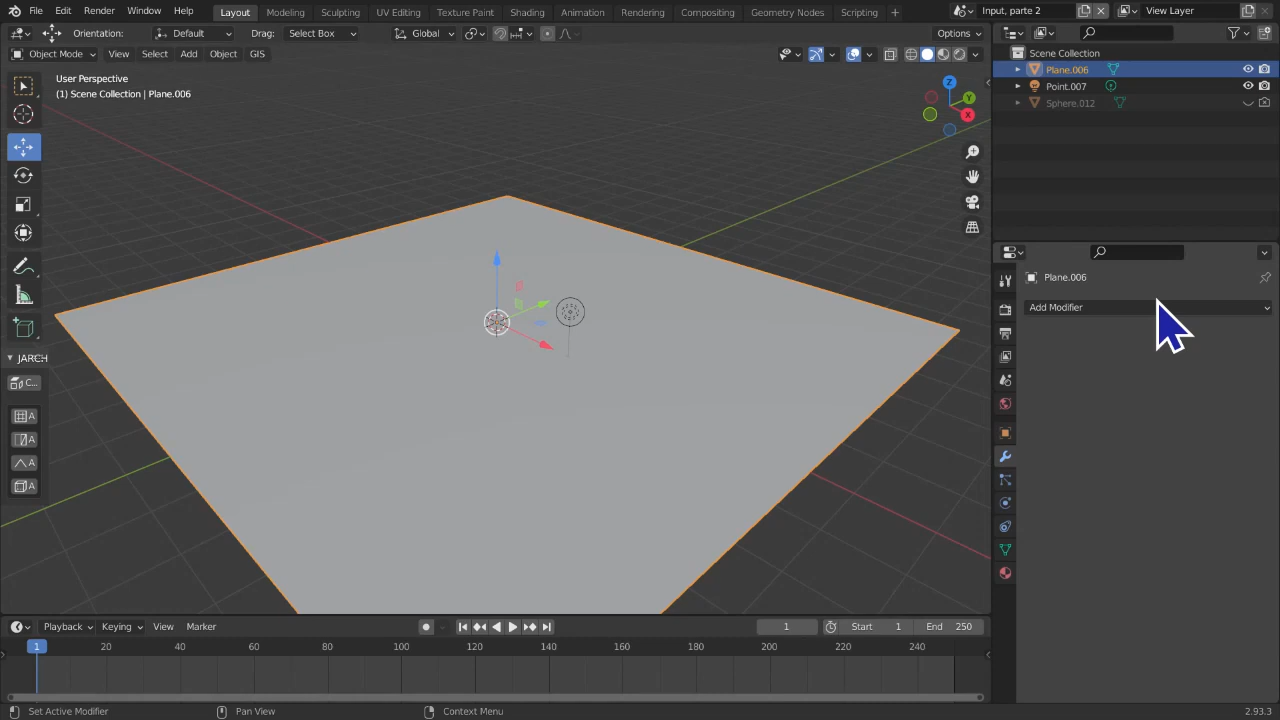 File Edit Render Window Help Layout Modeling Sculpting UV Editing Texture Paint Shading Animation Rendering Compositing Geometry Nodes Scripting + Input, parte 2 View Layer
Orientation: Default Drag: Select Box Global Options
Object Mode View Select Add Object GIS
User Perspective
(1) Scene Collection | Plane.006
JARCH
C...
A
A
A
A
Z
Y
X
Scene Collection
Plane.006
Point.007
Sphere.012
Plane.006
Add Modifier
Playback Keying View Marker 1 Start 1 End 250
1 20 40 60 80 100 120 140 160 180 200 220 240
Set Active Modifier Pan View Context Menu 2.93.3